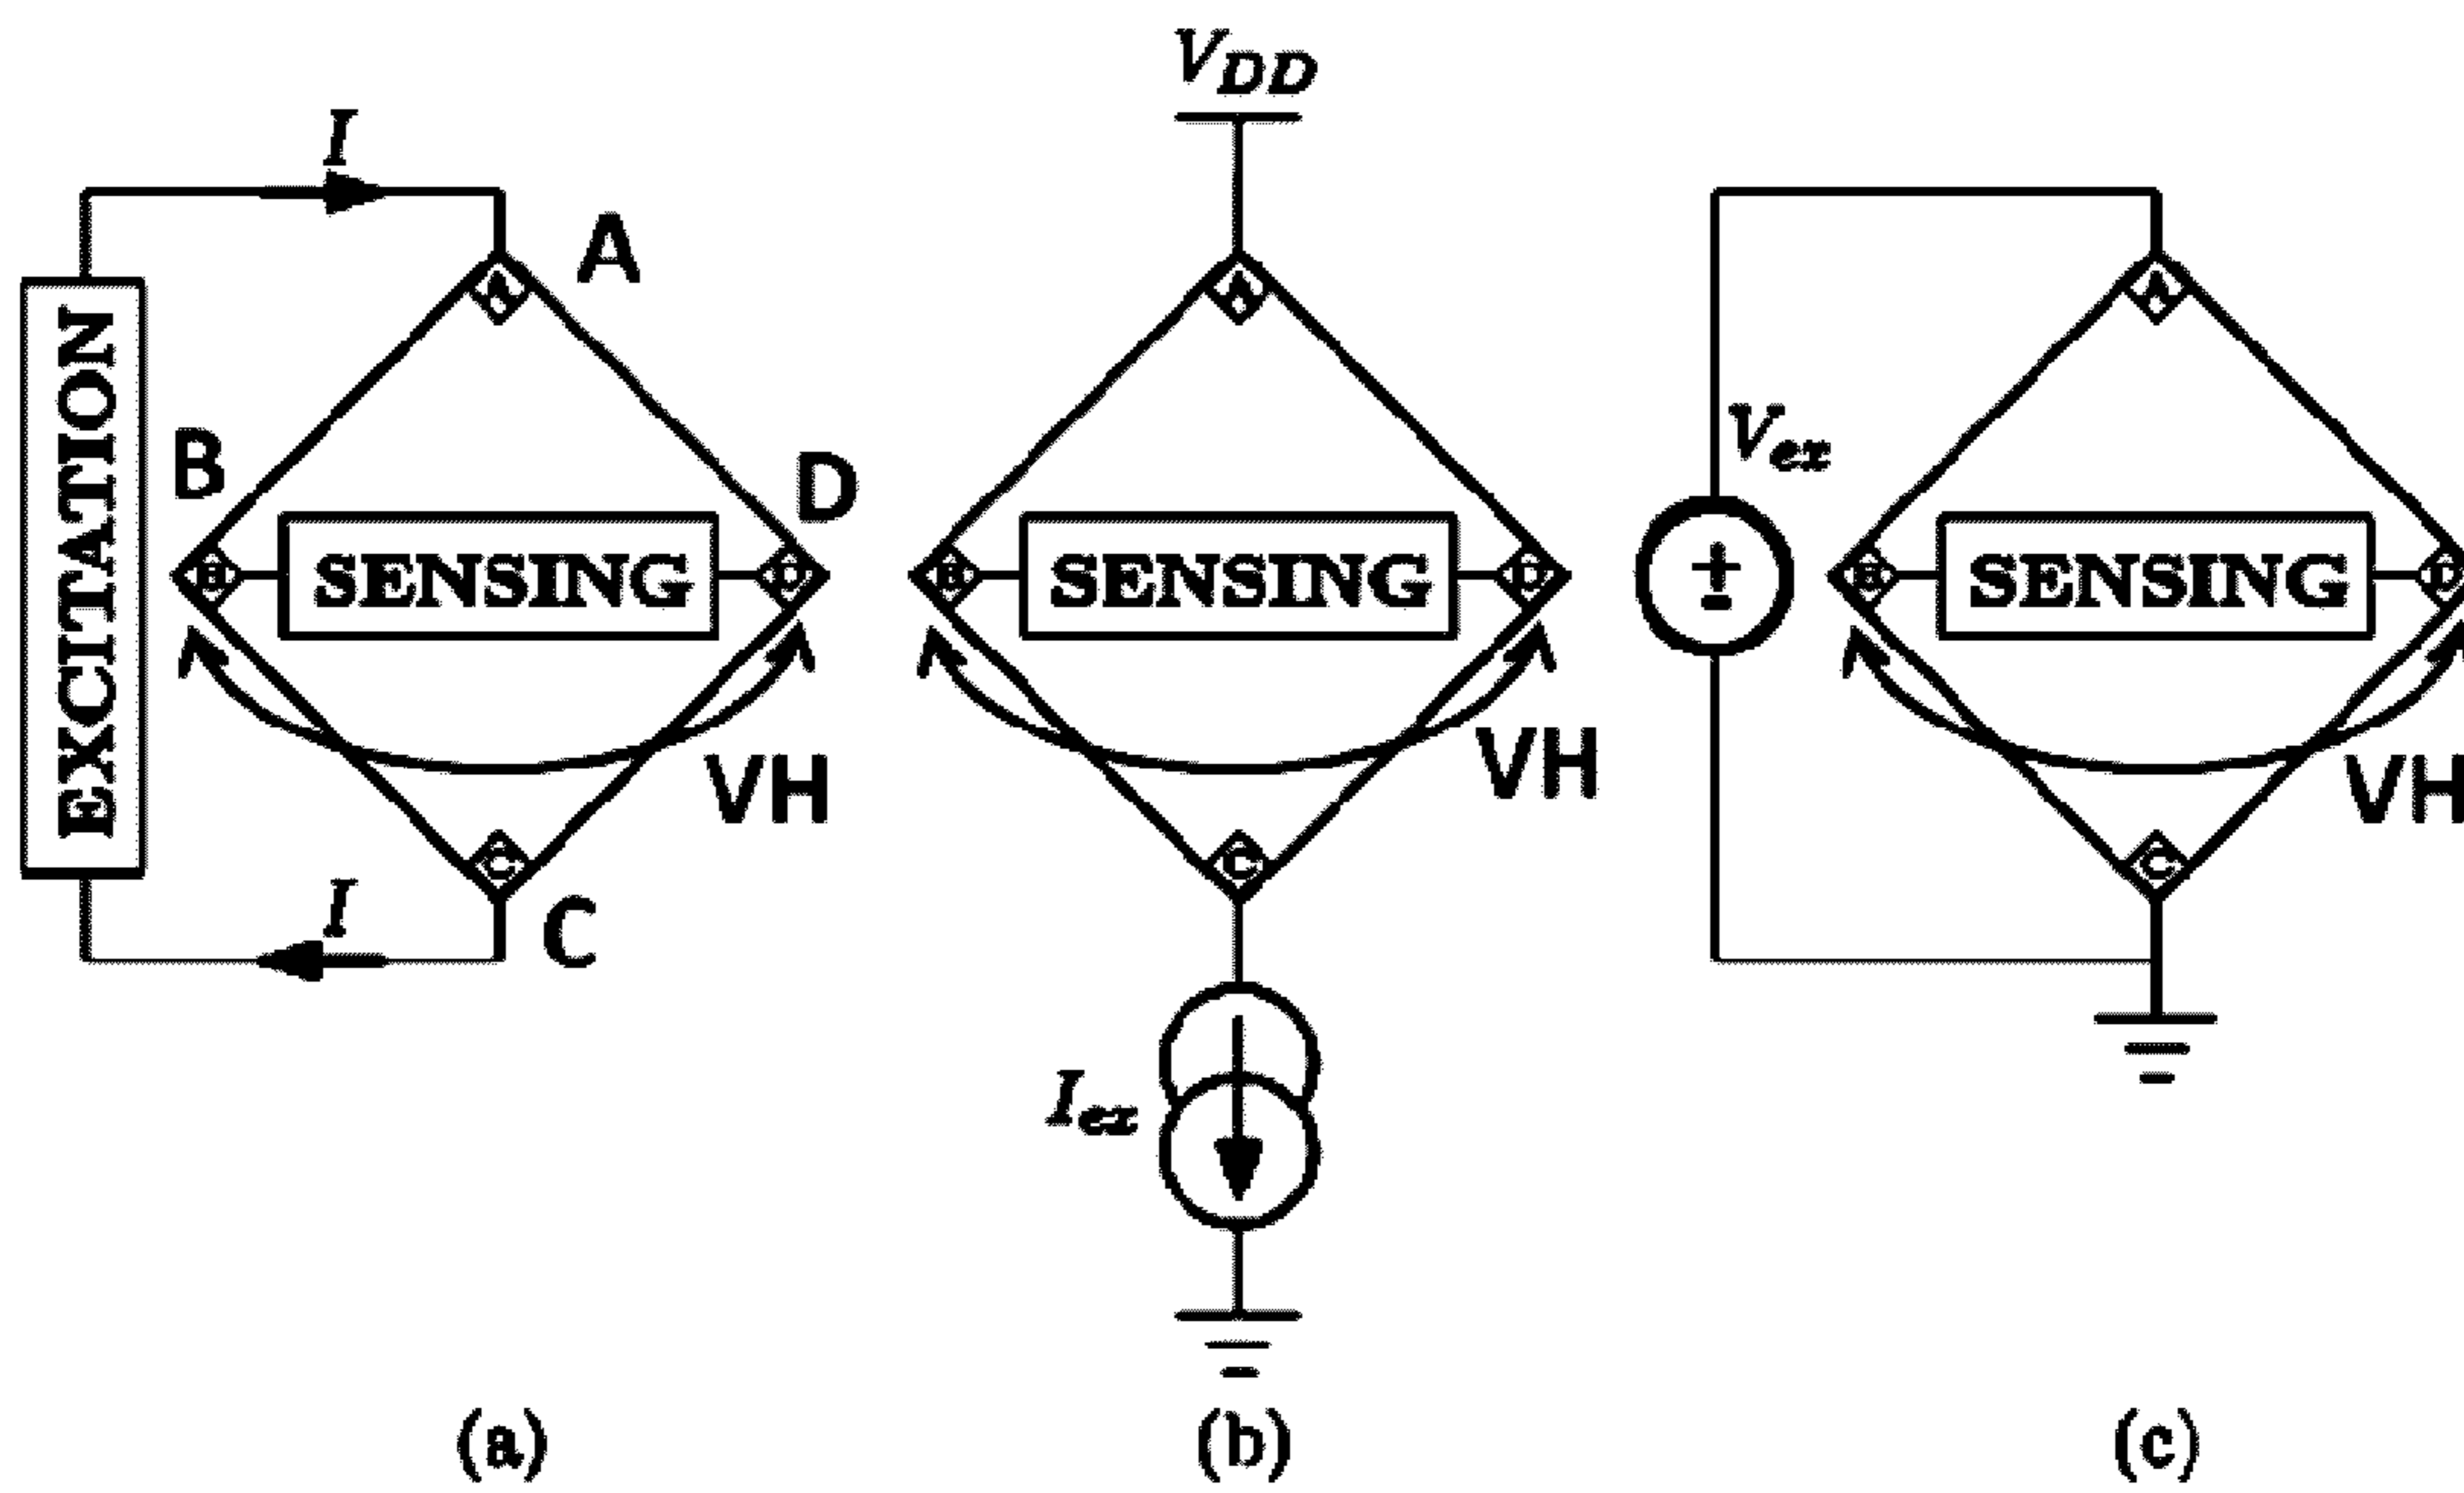 V_DD
I
A
EXCITATION
B
D
SENSING
VH
I
C
A
B
SENSING
D
VH
C
I_ex
V_ex
A
B
SENSING
VH
C
A
B
D
C
(a)
(b)
(c)